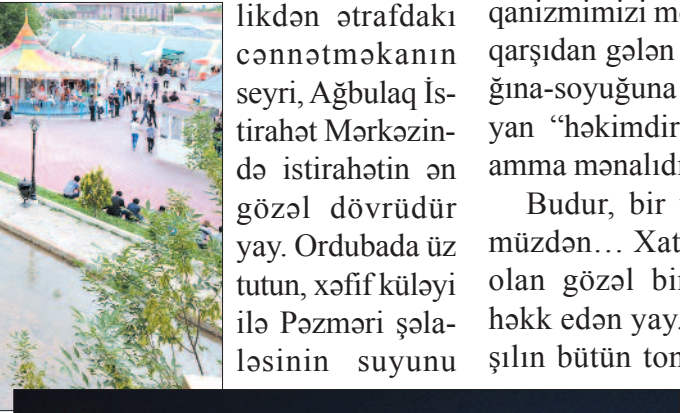 likdən ətrafdakı
cənnətməkanın
seyri, Ağbulaq İs-
tirahət Mərkəzin-
də istirahətin ən
gözəl dövrüdür
yay. Ordubada üz
tutun, xəfif küləyi
ilə Pəzməri şəla-
ləsinin suyunu
qanizmimizi
qarşıdan gələn
ğına-soyuğuna
yan “həkimdir
amma mənalıdı
Budur, bir
müzdən… Xat
olan gözəl bir
həkk edən yay.
şılın bütün ton